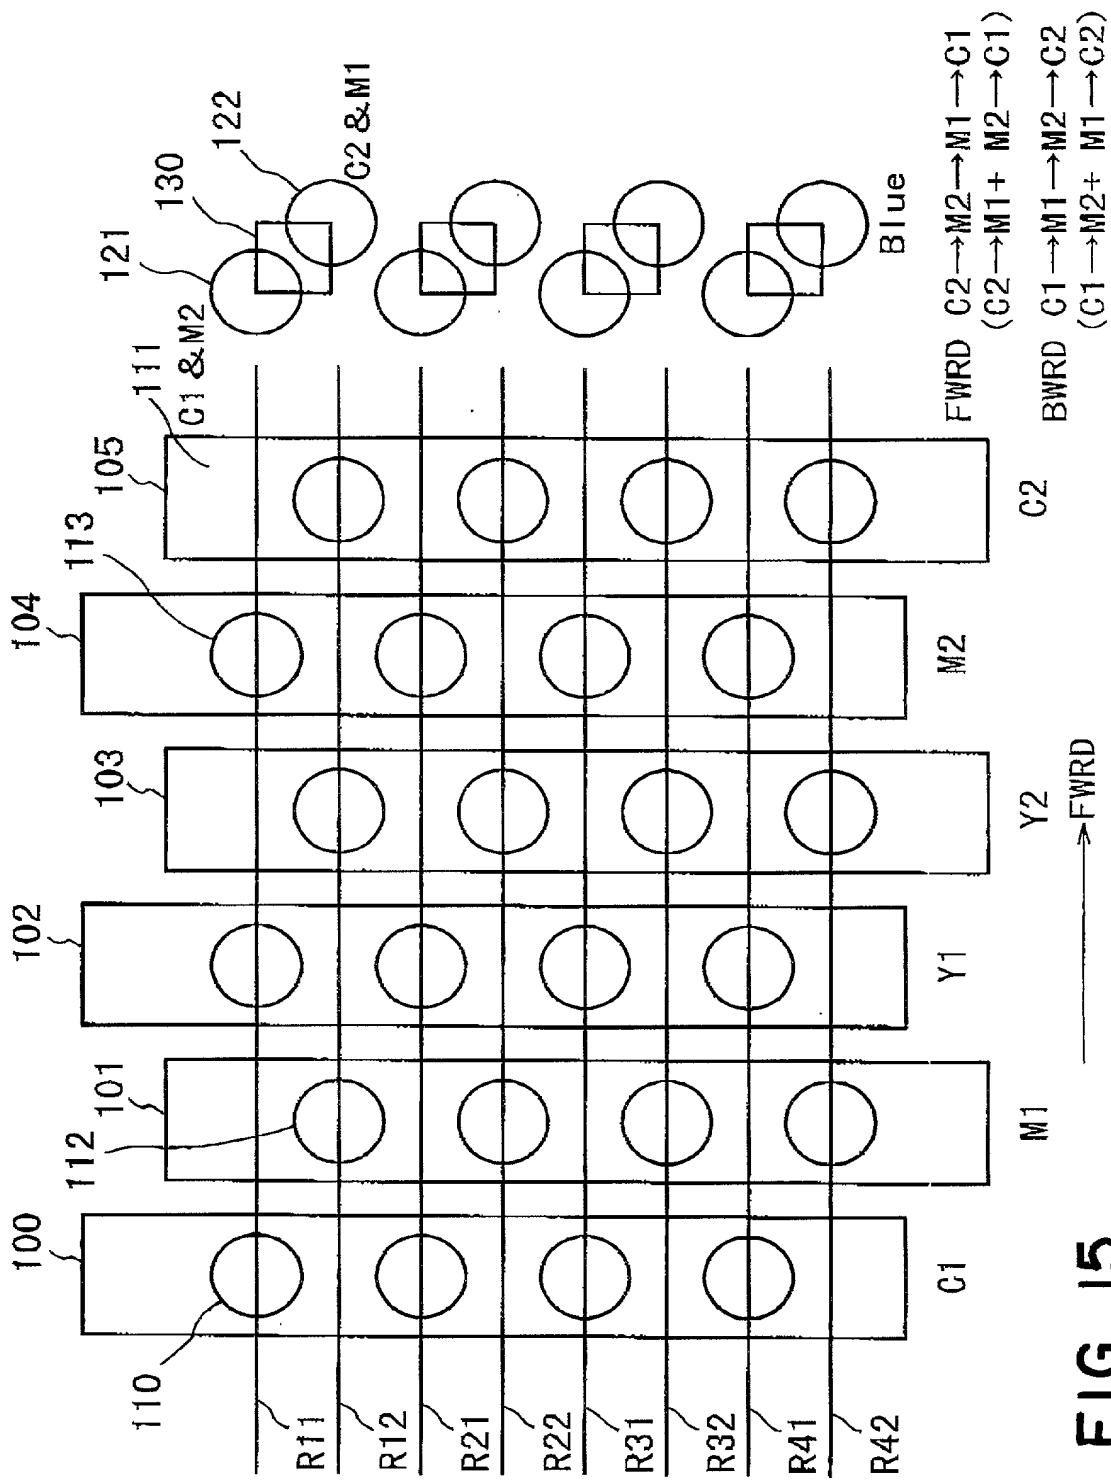 100
101
102
103
104
105
110
112
113
111
121
130
122
C1&M2
C2&M1
R11
R12
R21
R22
R31
R32
R41
R42
C1
M1
Y1
Y2
M2
C2
Blue
FWRD
FWRD C2→M2→M1→C1
(C2→M1+ M2→C1)
BWRD C1→M1→M2→C2
(C1→M2+ M1→C2)
FIG. 15